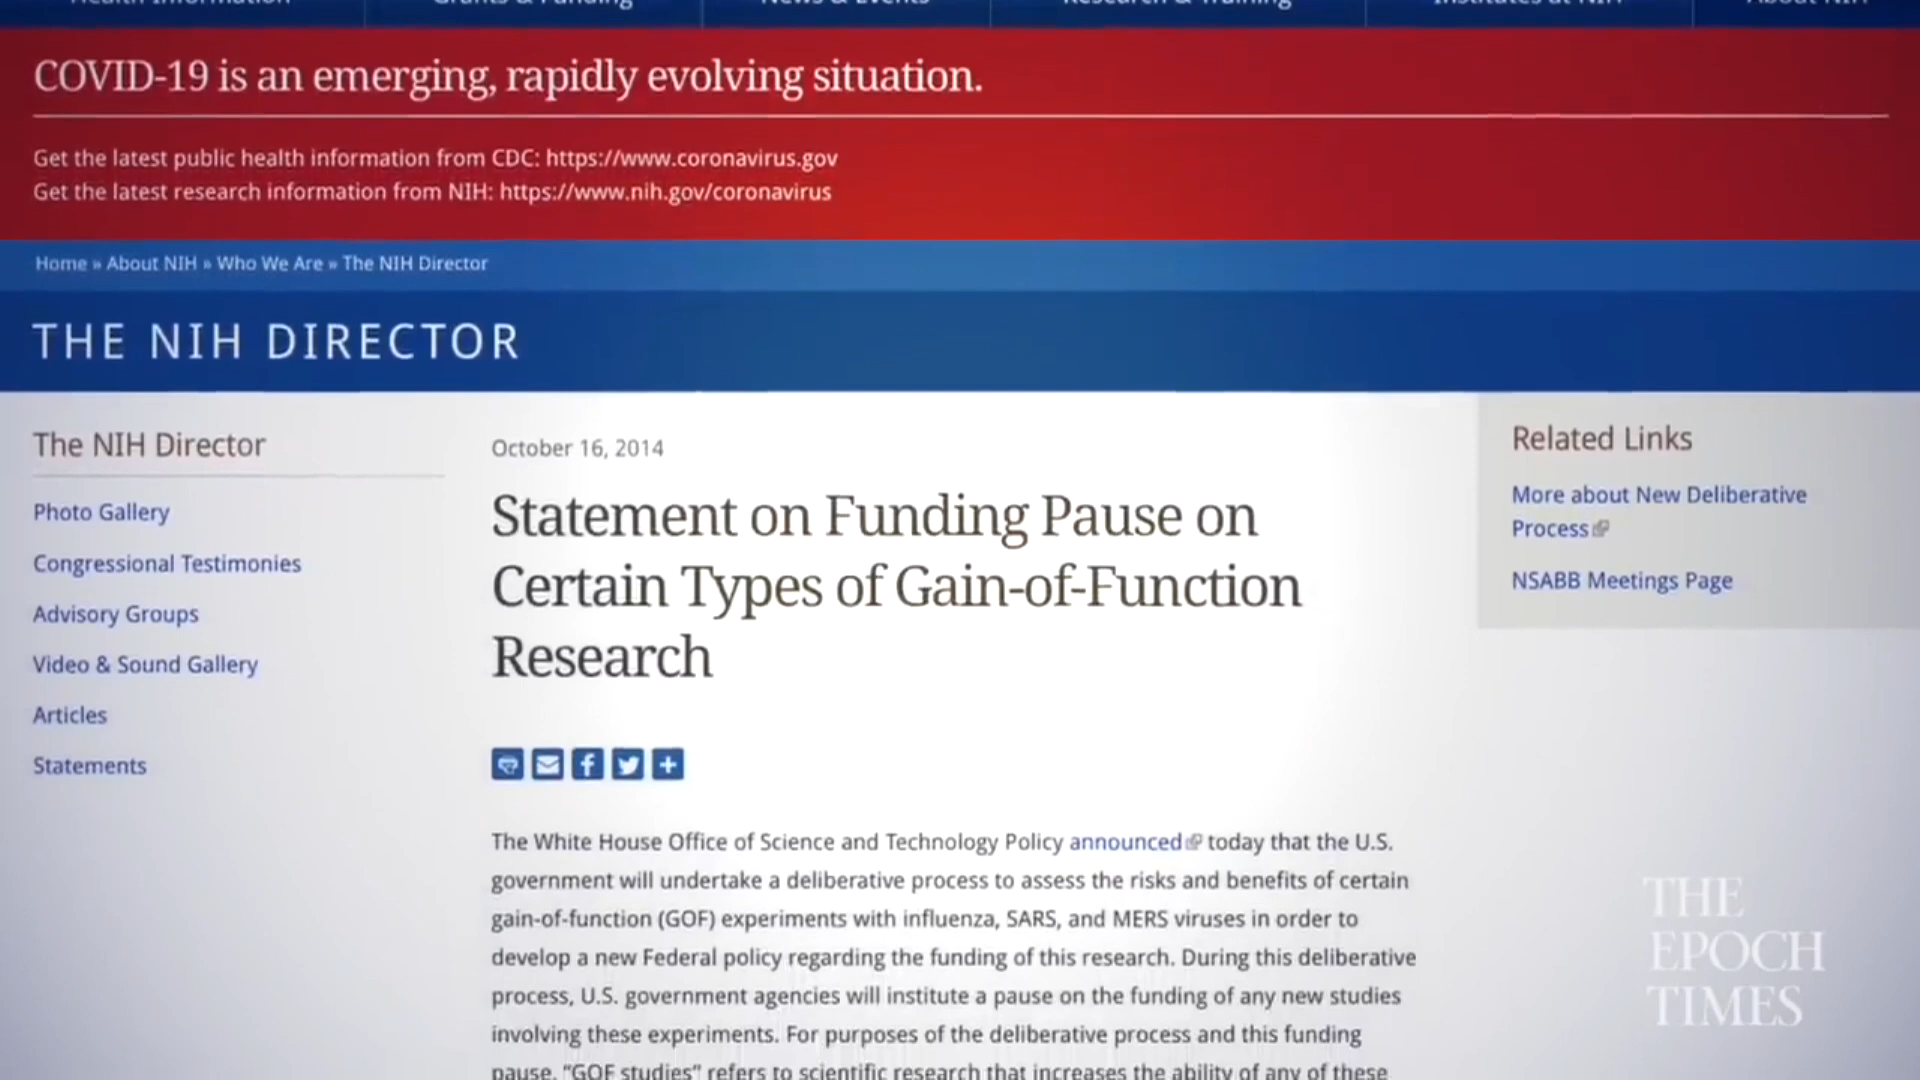 Health Information
Grants & Funding
News & Events
Research & Training
Institutes at NIH
About NIH
COVID-19 is an emerging, rapidly evolving situation.
Get the latest public health information from CDC: https://www.coronavirus.gov
Get the latest research information from NIH: https://www.nih.gov/coronavirus
Home » About NIH » Who We Are » The NIH Director
THE NIH DIRECTOR
The NIH Director
Photo Gallery
Congressional Testimonies
Advisory Groups
Video & Sound Gallery
Articles
Statements
October 16, 2014
Statement on Funding Pause on
Certain Types of Gain-of-Function
Research
The White House Office of Science and Technology Policy announced today that the U.S.
government will undertake a deliberative process to assess the risks and benefits of certain
gain-of-function (GOF) experiments with influenza, SARS, and MERS viruses in order to
develop a new Federal policy regarding the funding of this research. During this deliberative
process, U.S. government agencies will institute a pause on the funding of any new studies
involving these experiments. For purposes of the deliberative process and this funding
pause, “GOF studies” refers to scientific research that increases the ability of any of these
Related Links
More about New Deliberative
Process
NSABB Meetings Page
THE
EPOCH
TIMES